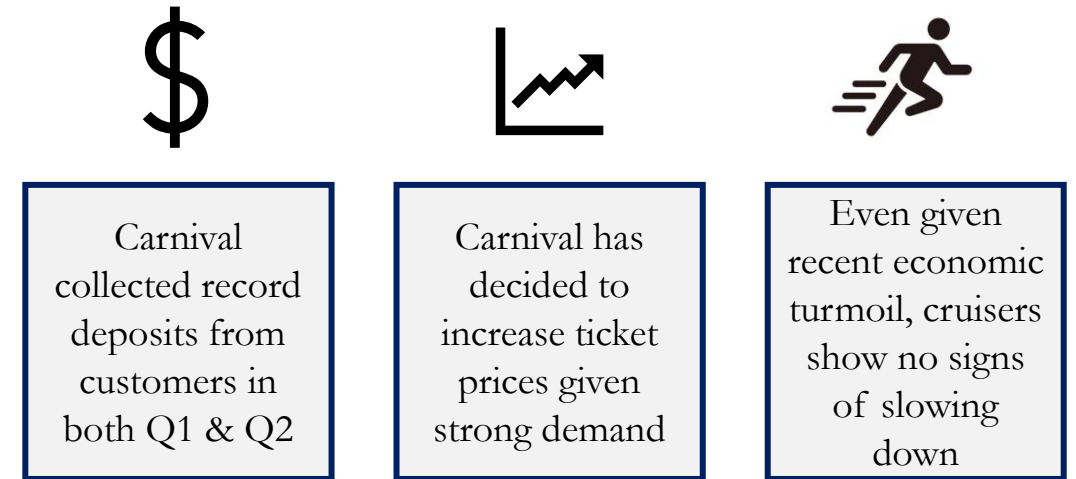 Carnival
collected record
deposits from
customers in
both Q1 & Q2
Carnival has
decided to
increase ticket
prices given
strong demand
Even given
recent economic
turmoil, cruisers
show no signs
of slowing
down